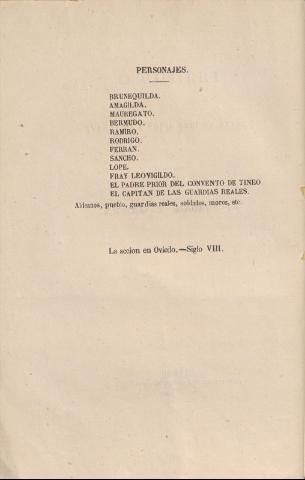 PERSONAJES.
BRUNEQUILDA.
AMAGILDA.
MAUREGATO.
BERMUDO.
RAMIRO.
RODRIGO.
FERRAN.
SANCHO.
LOPE.
FRAY LEOVIGILDO.
EL PADRE PRIOR DEL CONVENTO DE TINEO
EL CAPITAN DE LAS GUARDIAS REALES.
Aldeanos, pueblo, guardias reales, soldados, moros, etc.
La accion en Oviedo.—Siglo VIII.